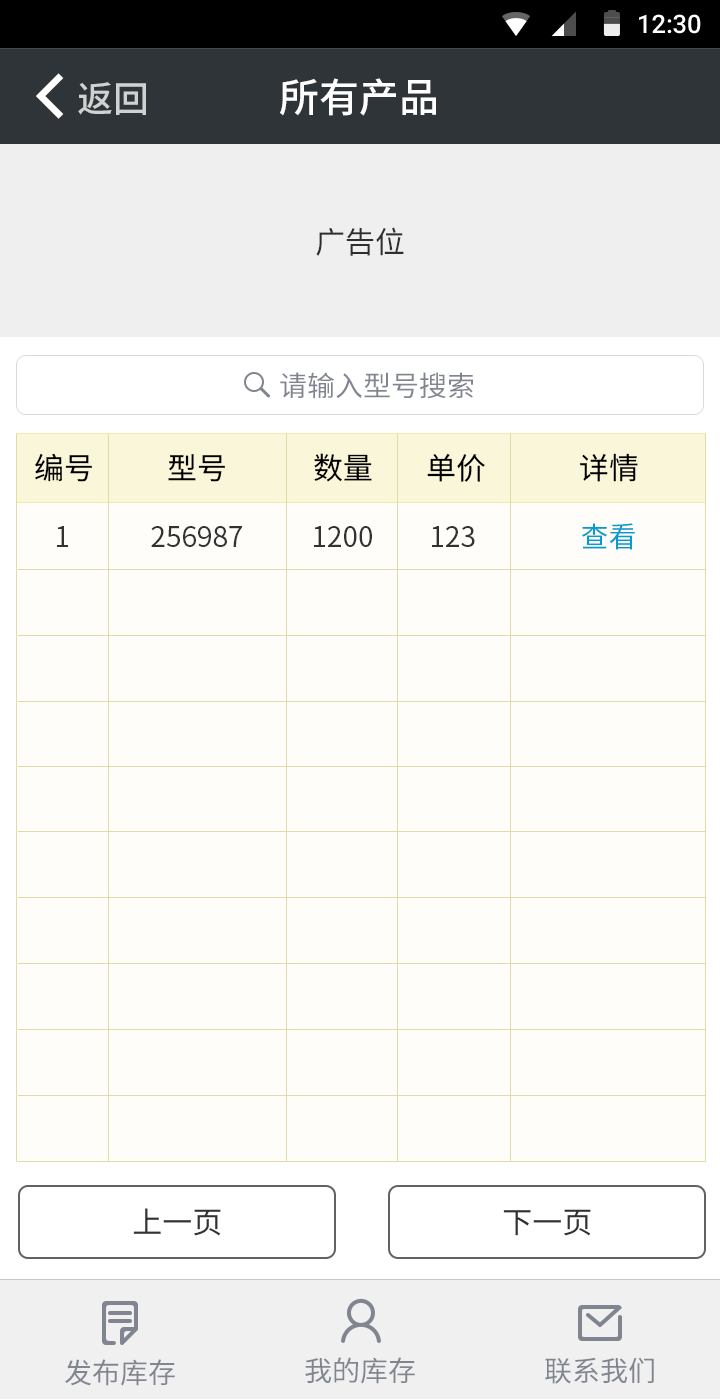 12:30
返回 所有产品
广告位
请输入型号搜索
编号 型号 数量 单价 详情
1 256987 1200 123 查看
上一页 下一页
发布库存 我的库存 联系我们